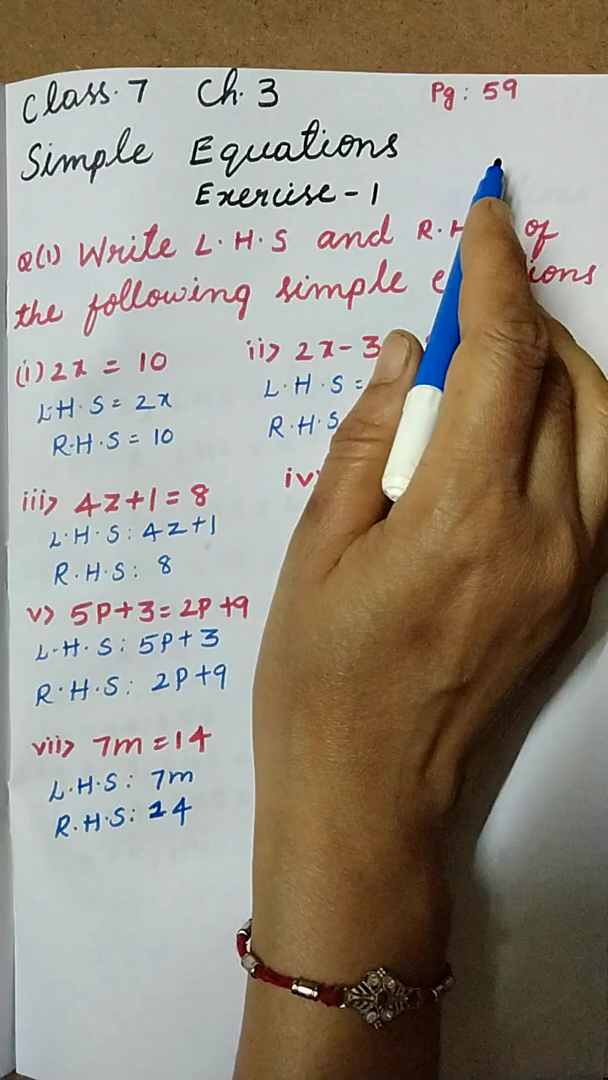 Class. 7 Ch. 3 Pg: 59
Simple Equations
Exercise - 1
Q(1) Write L.H.S and of
the following simple
(i) 2x = 10 ii> 2x - 3
L.H.S = 2x L.H.S =
R.H.S = 10 R.H.S
iii> 4z+1 = 8 iv>
L.H.S: 4z+1
R.H.S: 8
v> 5P+3 = 2P+9
L.H.S: 5P+3
R.H.S: 2P+9
vii> 7m = 14
L.H.S: 7m
R.H.S: 14